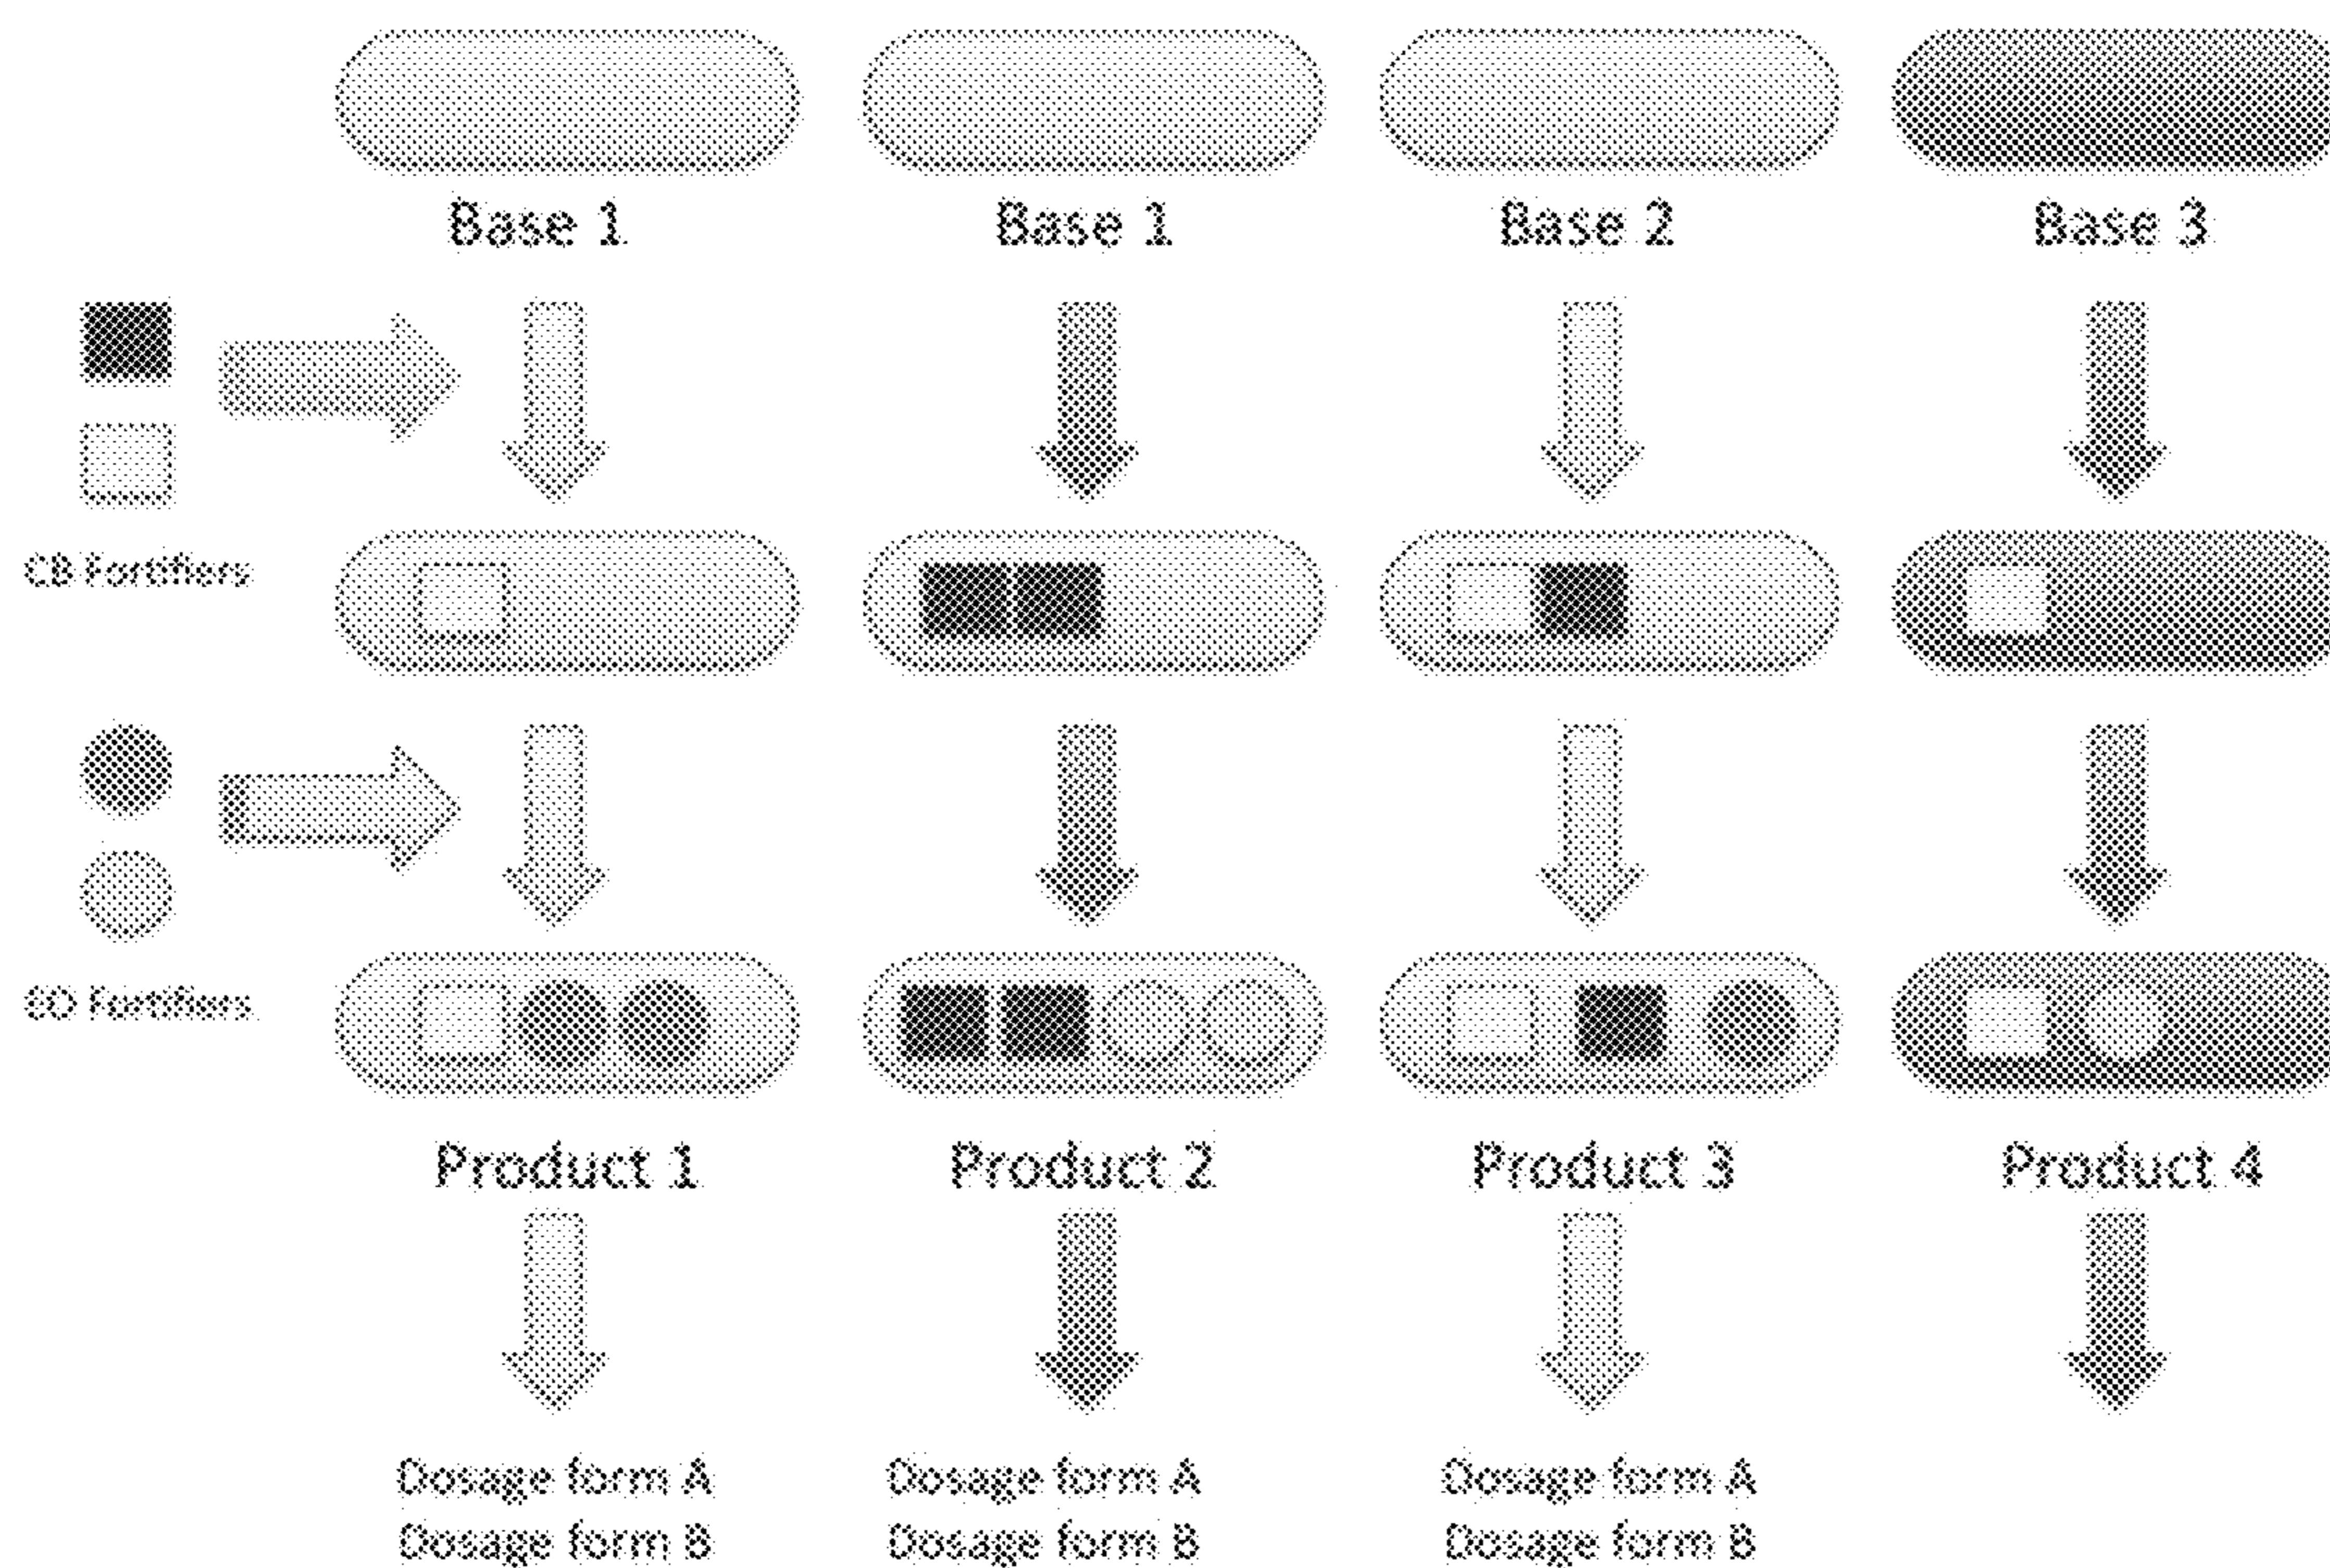 Base 1 Base 1 Base 2 Base 3
CB Fortifiers
EO Fortifiers
Product 1 Product 2 Product 3 Product 4
Dosage form A Dosage form A Dosage form A
Dosage form B Dosage form B Dosage form B